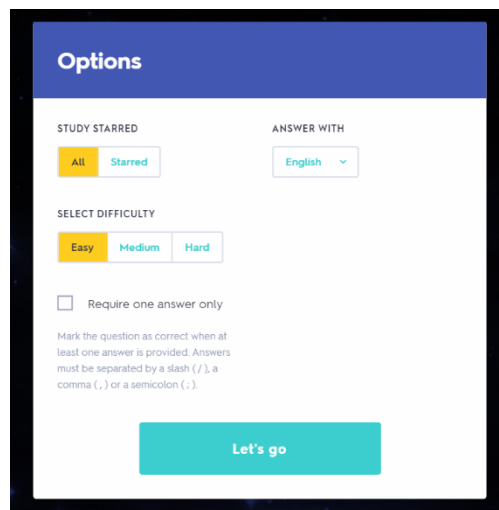 Options
STUDY STARRED
ANSWER WITH
All Starred
English
SELECT DIFFICULTY
Easy Medium Hard
Require one answer only
Mark the question as correct when at
least one answer is provided. Answers
must be separated by a slash ( / ), a
comma ( , ) or a semicolon ( ; ).
Let's go